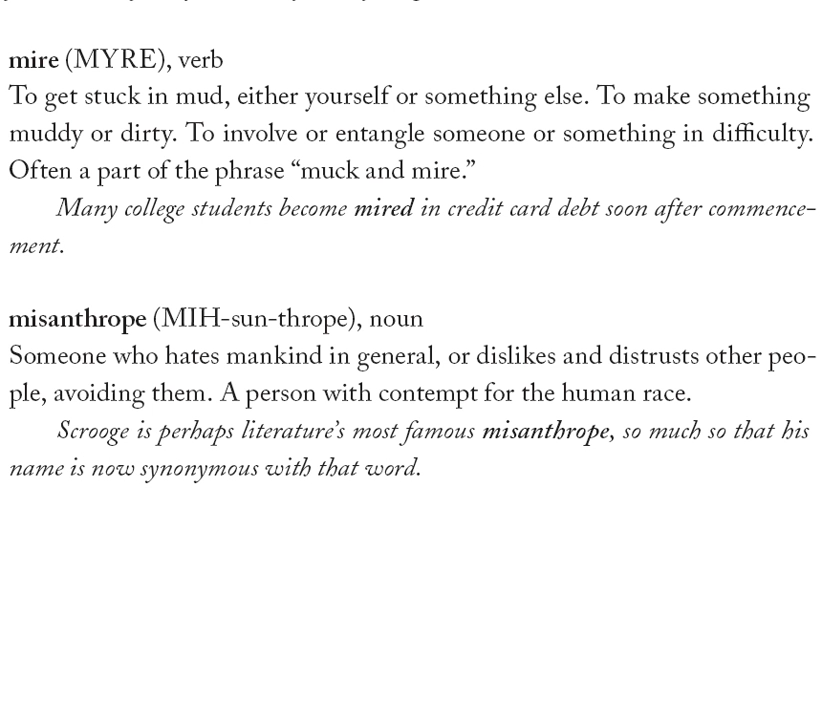 mire (MYRE), verb
To get stuck in mud, either yourself or something else. To make something
muddy or dirty. To involve or entangle someone or something in difficulty.
Often a part of the phrase “muck and mire.”
Many college students become mired in credit card debt soon after commence-
ment.
misanthrope (MIH-sun-thrope), noun
Someone who hates mankind in general, or dislikes and distrusts other peo-
ple, avoiding them. A person with contempt for the human race.
Scrooge is perhaps literature’s most famous misanthrope, so much so that his
name is now synonymous with that word.